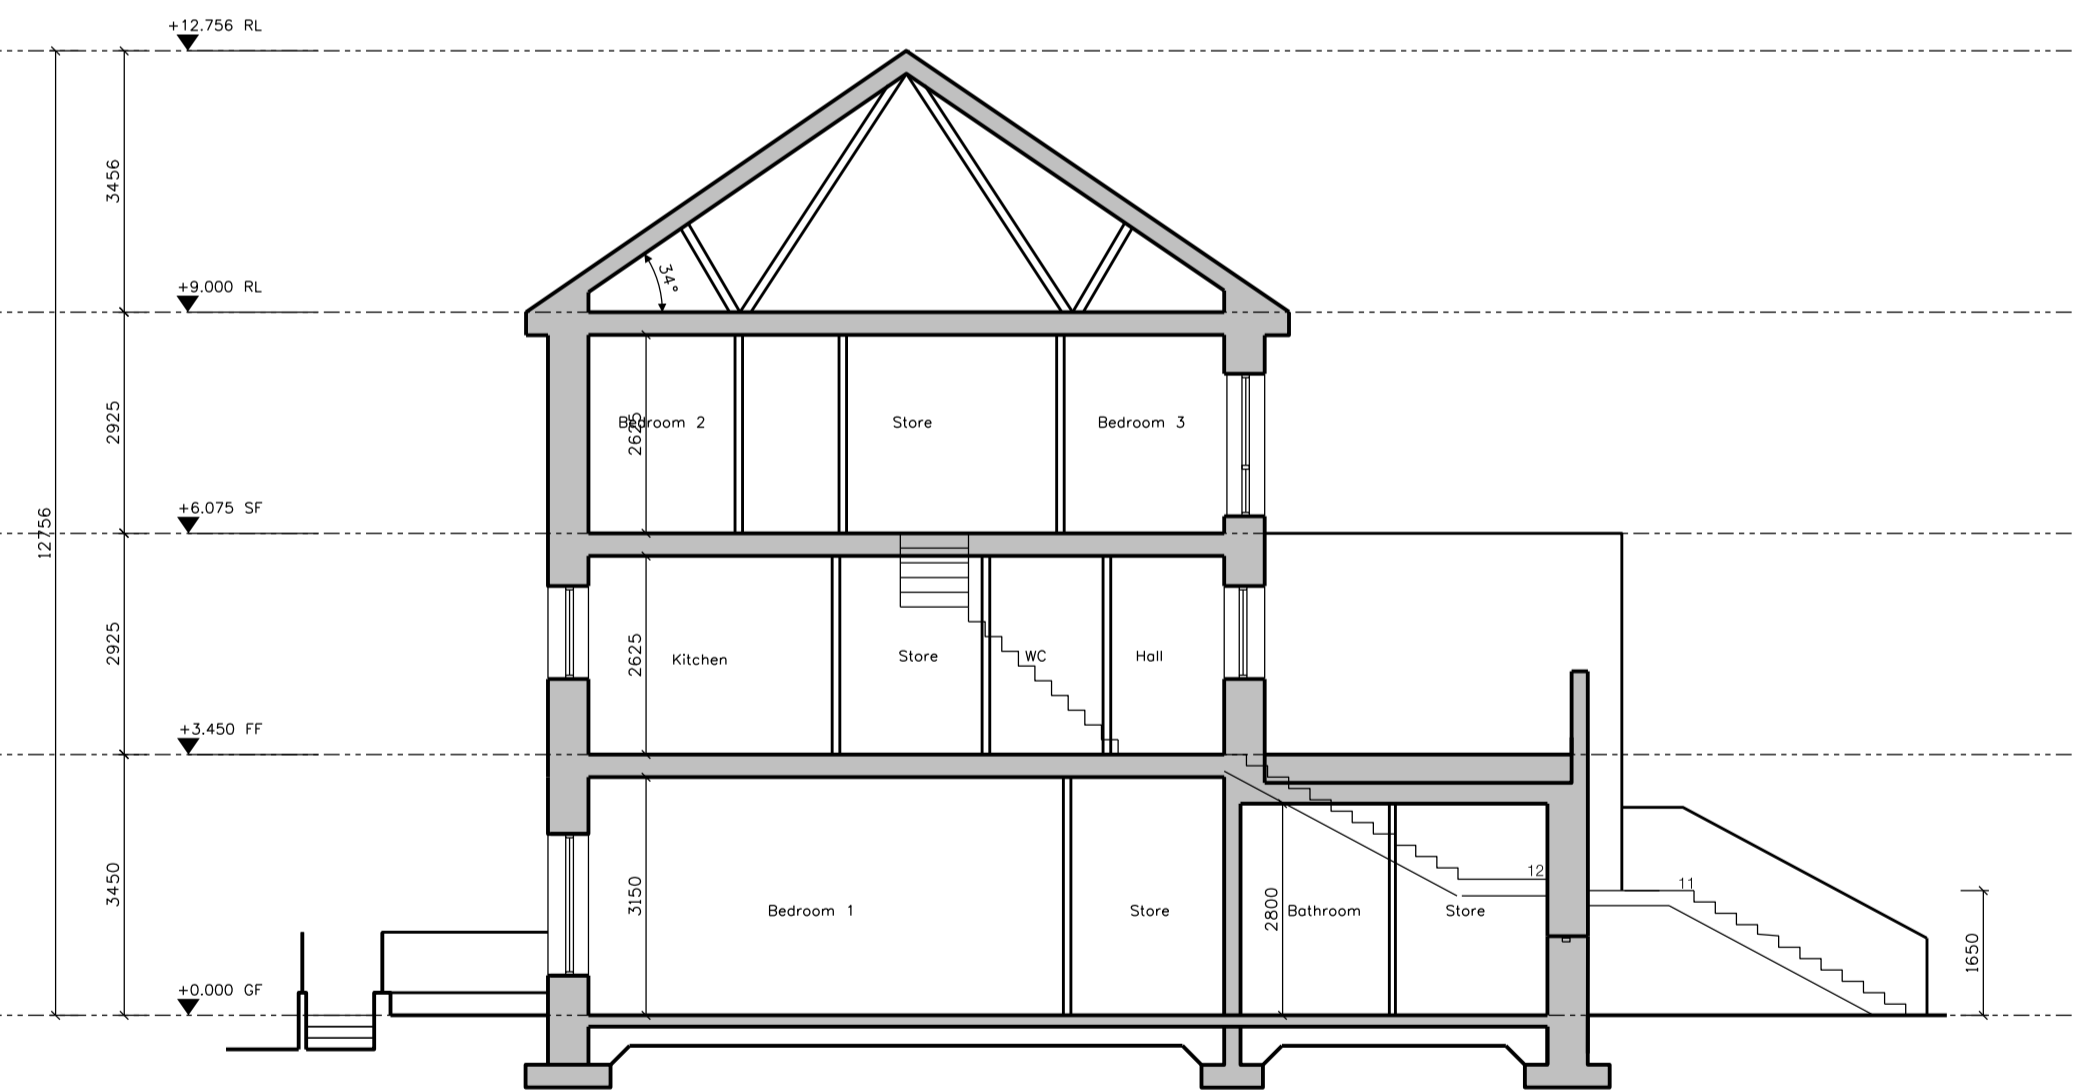 +12.756 RL
3456
34°
+9.000 RL
2925
2625
Bedroom 2
Store
Bedroom 3
+6.075 SF
12756
2925
2625
Kitchen
Store
WC
Hall
+3.450 FF
3450
3150
Bedroom 1
Store
2800
Bathroom
Store
12
11
1650
+0.000 GF